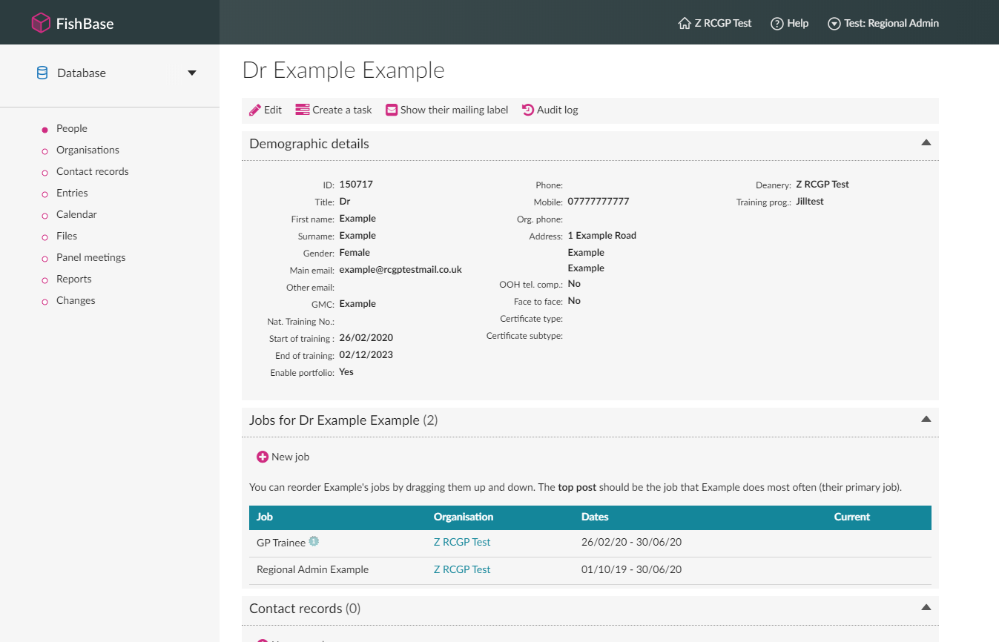 FishBase
Z RCGP Test
Help
Test: Regional Admin
Database
People
Organisations
Contact records
Entries
Calendar
Files
Panel meetings
Reports
Changes
Dr Example Example
Edit
Create a task
Show their mailing label
Audit log
Demographic details
ID: 150717
Title: Dr
First name: Example
Surname: Example
Gender: Female
Main email: example@rcgptestmail.co.uk
Other email:
GMC: Example
Nat. Training No.:
Start of training : 26/02/2020
End of training: 02/12/2023
Enable portfolio: Yes
Phone:
Mobile: 07777777777
Org. phone:
Address: 1 Example Road
Example
Example
OOH tel. comp.: No
Face to face: No
Certificate type:
Certificate subtype:
Deanery: Z RCGP Test
Training prog.: Jilltest
Jobs for Dr Example Example (2)
New job
You can reorder Example's jobs by dragging them up and down. The top post should be the job that Example does most often (their primary job).
Job Organisation Dates Current
GP Trainee 1 Z RCGP Test 26/02/20 - 30/06/20
Regional Admin Example Z RCGP Test 01/10/19 - 30/06/20
Contact records (0)